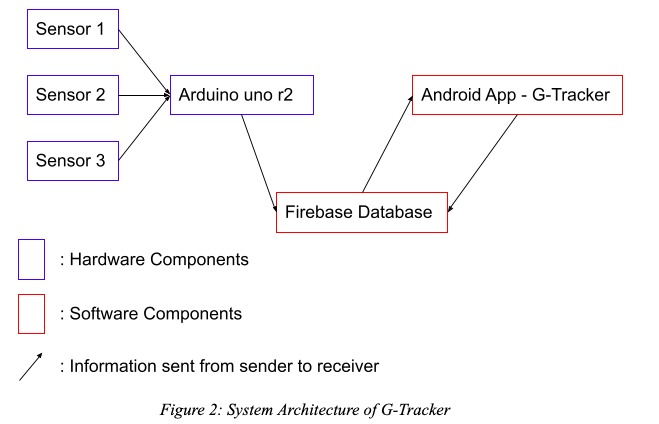 Sensor 1
Sensor 2
Arduino uno r2
Android App - G-Tracker
Sensor 3
Firebase Database
: Hardware Components
: Software Components
: Information sent from sender to receiver
Figure 2: System Architecture of G-Tracker